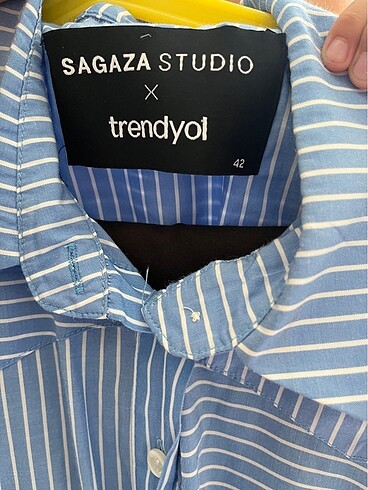 SAGAZA STUDIO
X
trendyol
42